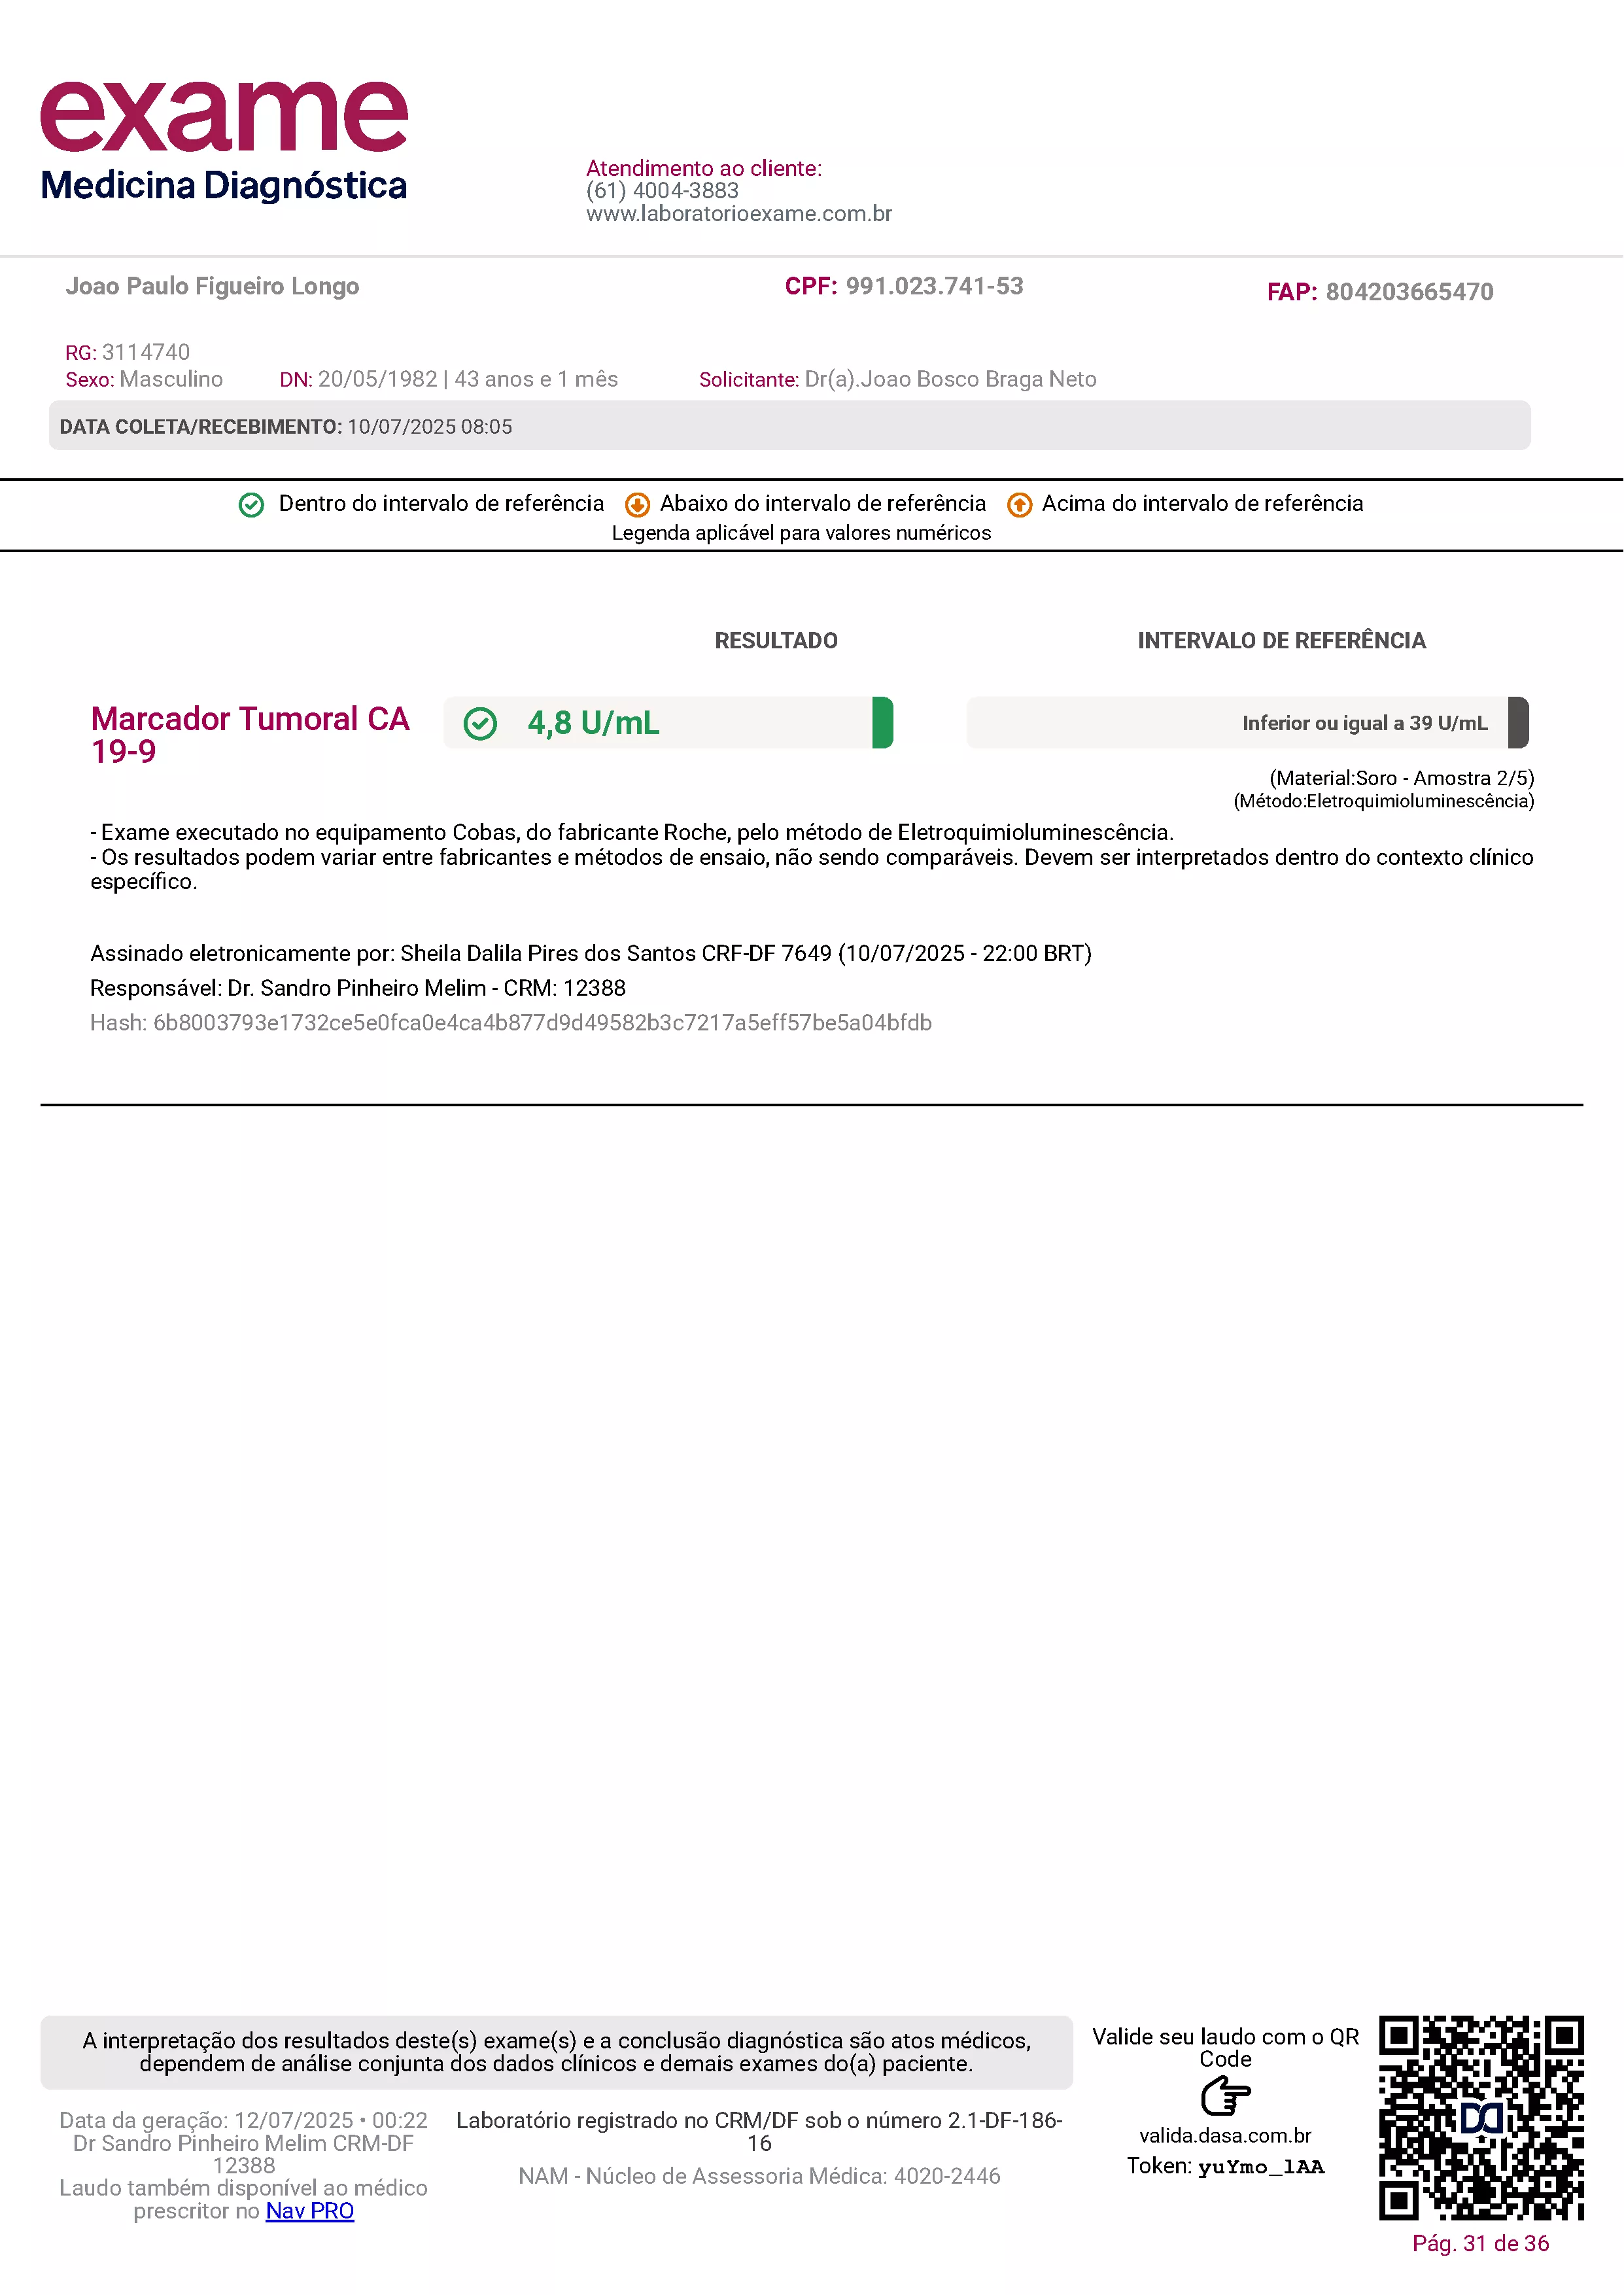 exame
Medicina Diagnóstica
Atendimento ao cliente:
(61) 4004-3883
www.laboratorioexame.com.br
Joao Paulo Figueiro Longo
CPF: 991.023.741-53
FAP: 804203665470
RG: 3114740
Sexo: Masculino DN: 20/05/1982 | 43 anos e 1 mês Solicitante: Dr(a).Joao Bosco Braga Neto
DATA COLETA/RECEBIMENTO: 10/07/2025 08:05
Dentro do intervalo de referência Abaixo do intervalo de referência Acima do intervalo de referência
Legenda aplicável para valores numéricos
RESULTADO INTERVALO DE REFERÊNCIA
Marcador Tumoral CA
19-9
4,8 U/mL
Inferior ou igual a 39 U/mL
(Material:Soro - Amostra 2/5)
(Método:Eletroquimioluminescência)
- Exame executado no equipamento Cobas, do fabricante Roche, pelo método de Eletroquimioluminescência.
- Os resultados podem variar entre fabricantes e métodos de ensaio, não sendo comparáveis. Devem ser interpretados dentro do contexto clínico
específico.
Assinado eletronicamente por: Sheila Dalila Pires dos Santos CRF-DF 7649 (10/07/2025 - 22:00 BRT)
Responsável: Dr. Sandro Pinheiro Melim - CRM: 12388
Hash: 6b8003793e1732ce5e0fca0e4ca4b877d9d49582b3c7217a5eff57be5a04bfdb
A interpretação dos resultados deste(s) exame(s) e a conclusão diagnóstica são atos médicos,
dependem de análise conjunta dos dados clínicos e demais exames do(a) paciente.
Data da geração: 12/07/2025 • 00:22
Dr Sandro Pinheiro Melim CRM-DF
12388
Laudo também disponível ao médico
prescritor no Nav PRO
Laboratório registrado no CRM/DF sob o número 2.1-DF-186-
16
NAM - Núcleo de Assessoria Médica: 4020-2446
Valide seu laudo com o QR
Code
valida.dasa.com.br
Token: yuYmo_lAA
Pág. 31 de 36